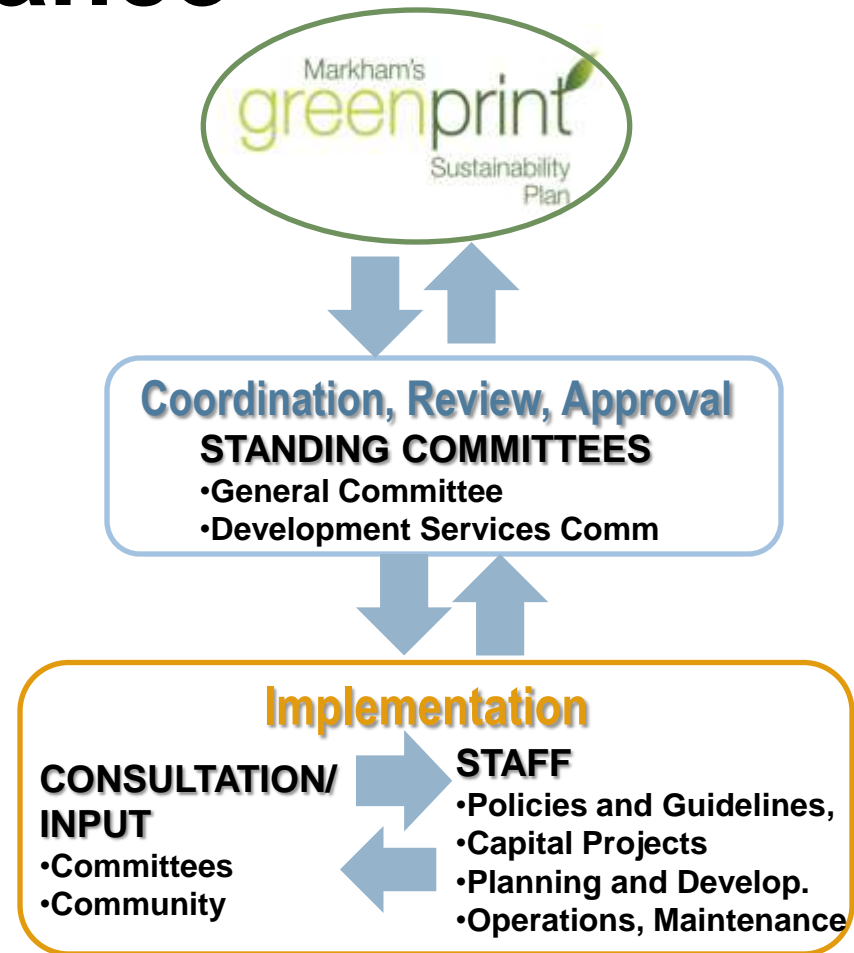 Markham's
greenprint
Sustainability
Plan
Coordination, Review, Approval
STANDING COMMITTEES
•General Committee
•Development Services Comm
Implementation
CONSULTATION/
INPUT
•Committees
•Community
STAFF
•Policies and Guidelines,
•Capital Projects
•Planning and Develop.
•Operations, Maintenance